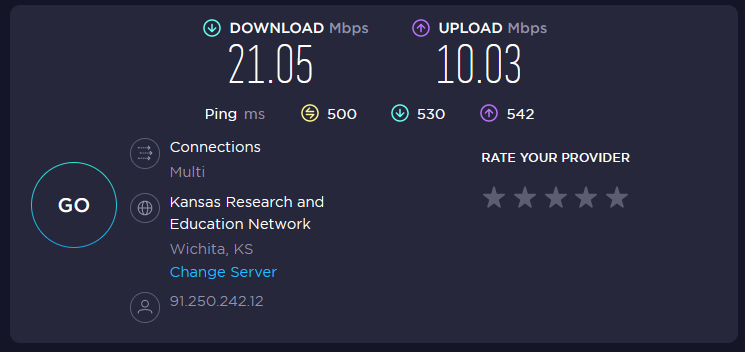 DOWNLOAD Mbps UPLOAD Mbps
21.05 10.03
Ping ms 500 530 542
Connections
Multi
RATE YOUR PROVIDER
GO
Kansas Research and
Education Network
Wichita, KS
Change Server
91.250.242.12